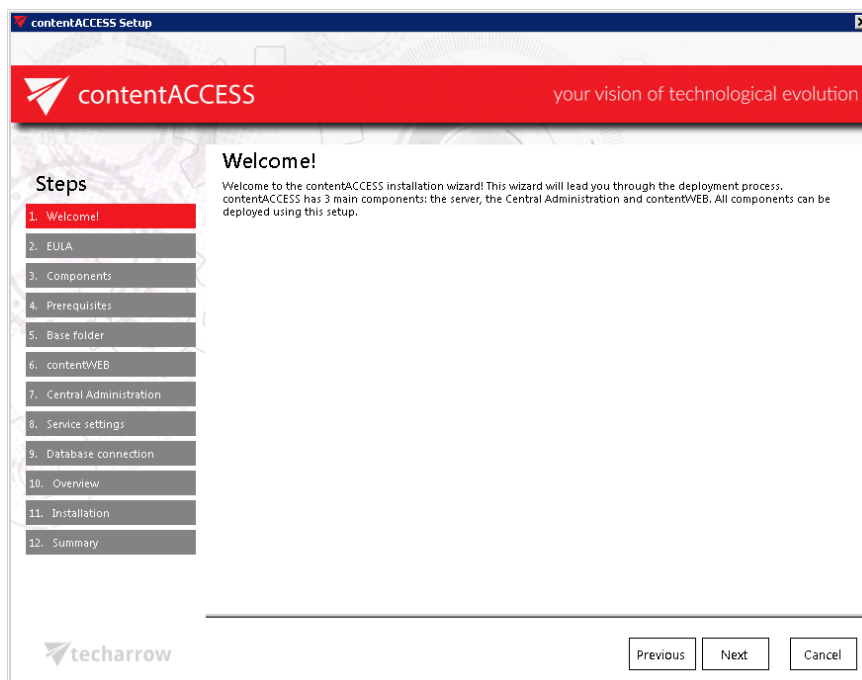 contentACCESS Setup
contentACCESS
your vision of technological evolution
Steps
1. Welcome!
2. EULA
3. Components
4. Prerequisites
5. Base folder
6. contentWEB
7. Central Administration
8. Service settings
9. Database connection
10. Overview
11. Installation
12. Summary
Welcome!
Welcome to the contentACCESS installation wizard! This wizard will lead you through the deployment process.
contentACCESS has 3 main components: the server, the Central Administration and contentWEB. All components can be
deployed using this setup.
techarrow
Previous
Next
Cancel